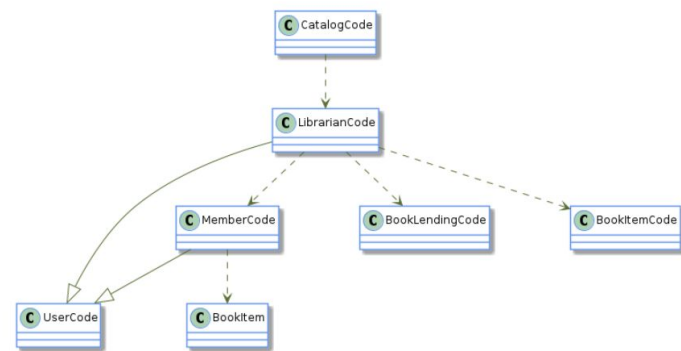 C CatalogCode
C LibrarianCode
C MemberCode
C BookLendingCode
C BookItemCode
C UserCode
C BookItem